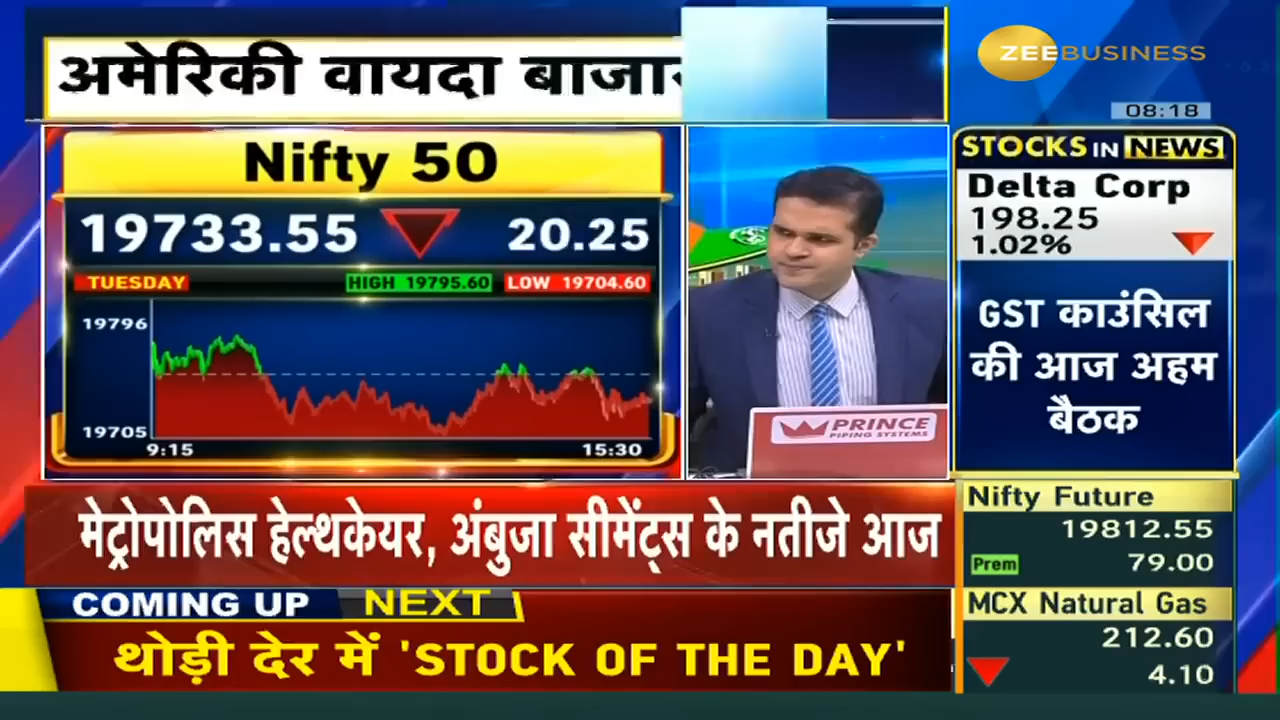 अमेरिकी वायदा
ZEEBUSINESS
08:18
Nifty 50
19733.55 20.25
TUESDAY HIGH 19795.60 LOW 19704.60
19796
19705
9:15 15:30
STOCKS IN NEWS
Delta Corp
198.25
1.02%
GST काउंसिल
की आज अहम
बैठक
PRINCE
PIPING SYSTEMS
मेट्रोपोलिस हेल्थकेयर, अंबुजा सीमेंट्स के नतीजे आज
COMING UP NEXT
थोड़ी देर में 'STOCK OF THE DAY'
Nifty Future
19812.55
Prem 79.00
MCX Natural Gas
212.60
4.10